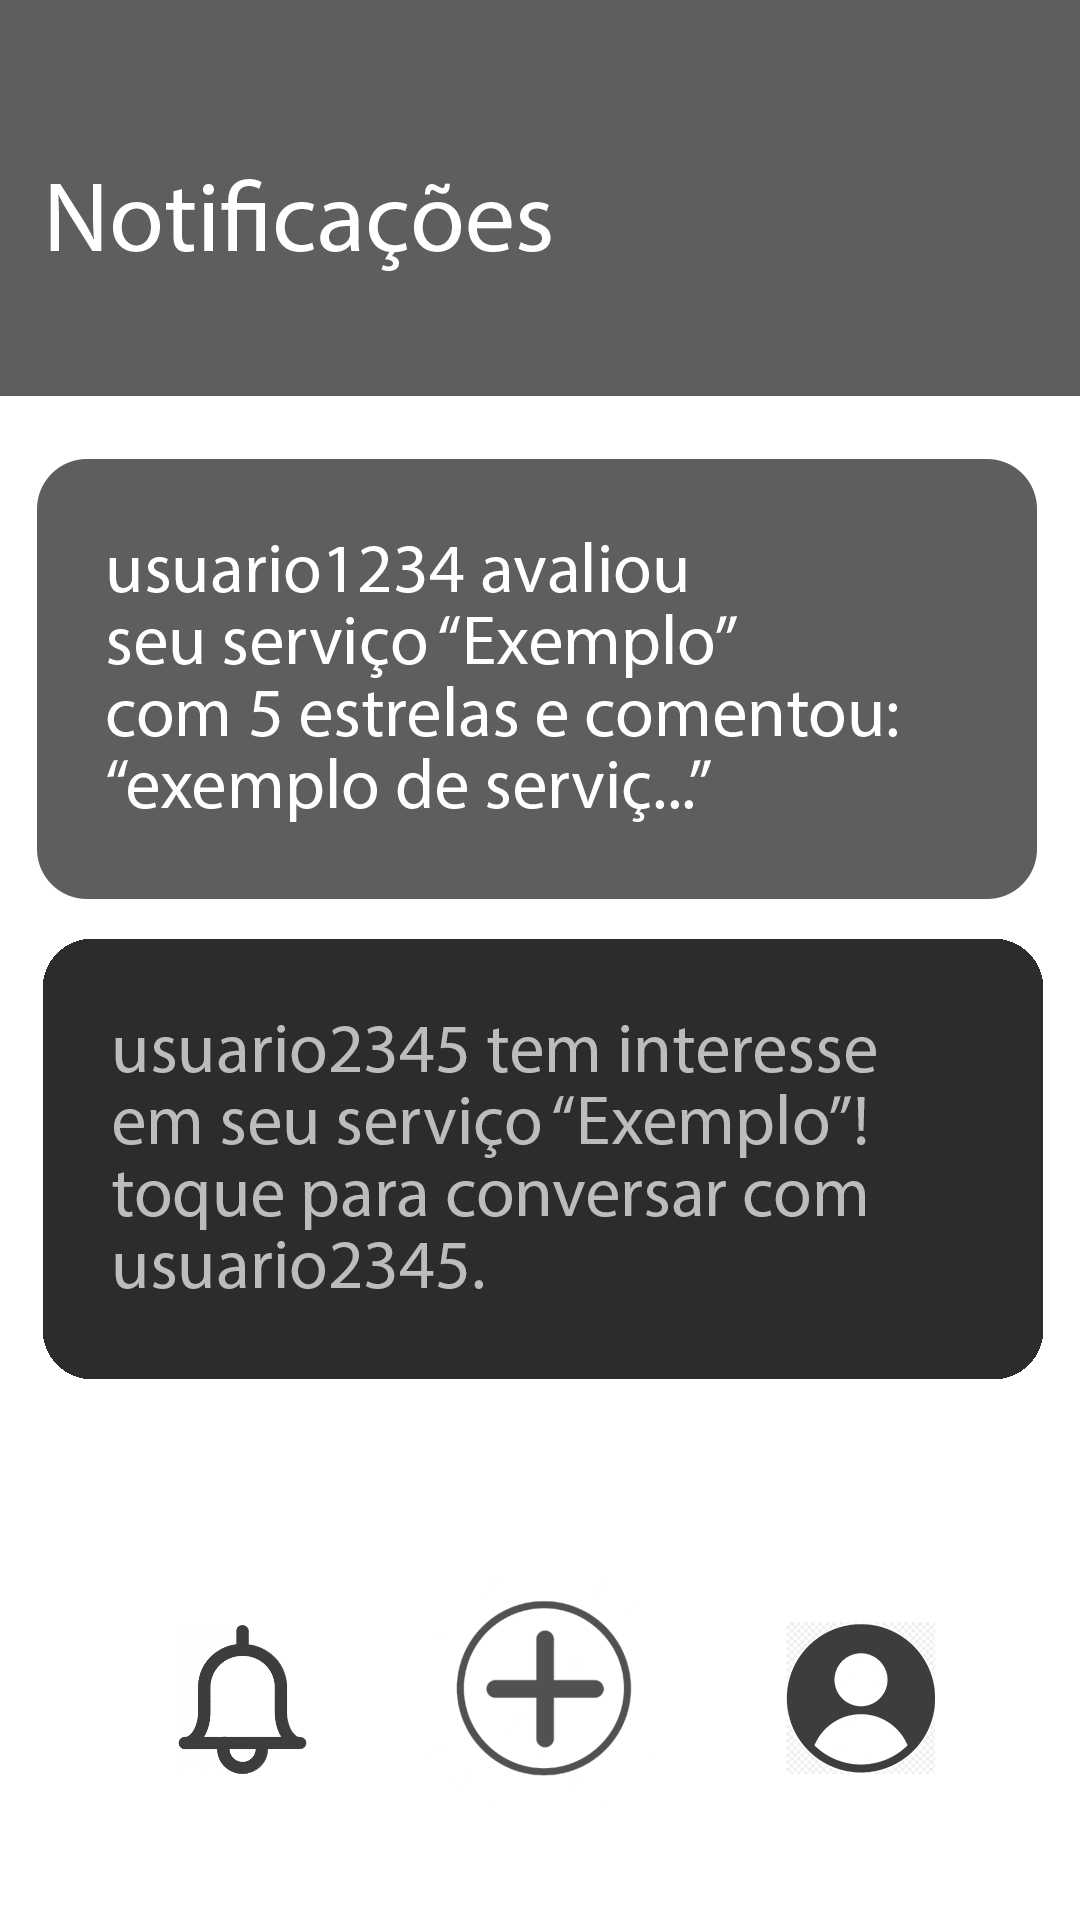 Notificações
usuario1234 avaliou
seu serviço “Exemplo”
com 5 estrelas e comentou:
“exemplo de serviç...”
usuario2345 tem interesse
em seu serviço “Exemplo”!
toque para conversar com
usuario2345.